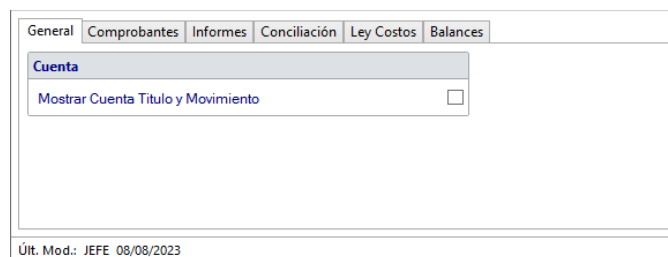 General Comprobantes Informes Conciliación Ley Costos Balances
Cuenta
Mostrar Cuenta Titulo y Movimiento
Últ. Mod.: JEFE 08/08/2023